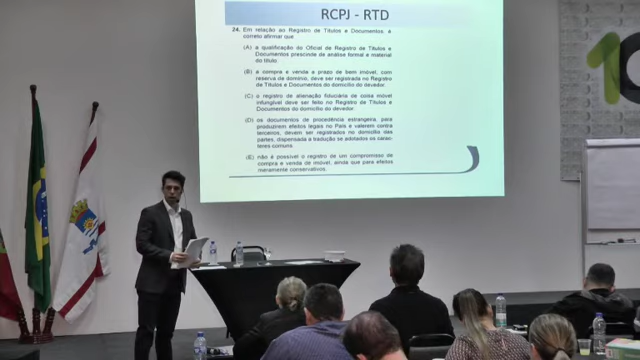 RCPJ - RTD
24. Em relação ao Registro de Títulos e Documentos é
correto afirmar que
(A) a qualificação do Oficial de Registro de Títulos e
Documentos prescinde de análise formal e material
do título.
(B) a compra e venda a prazo de bem imóvel, com
reserva de domínio, deve ser registrada no Registro
de Títulos e Documentos do domicílio do devedor.
(C) o registro de alienação fiduciária de coisa móvel
infungível deve ser feito no Registro de Títulos e
Documentos do domicílio do devedor.
(D) os documentos de procedência estrangeira, para
produzirem efeitos legais no País e valerem contra
terceiros, devem ser registrados no domicílio das
partes, dispensada a tradução se adotados os carac-
teres comuns.
(E) não é possível o registro de um compromisso de
compra e venda de imóvel, ainda que para efeitos
meramente conservativos.